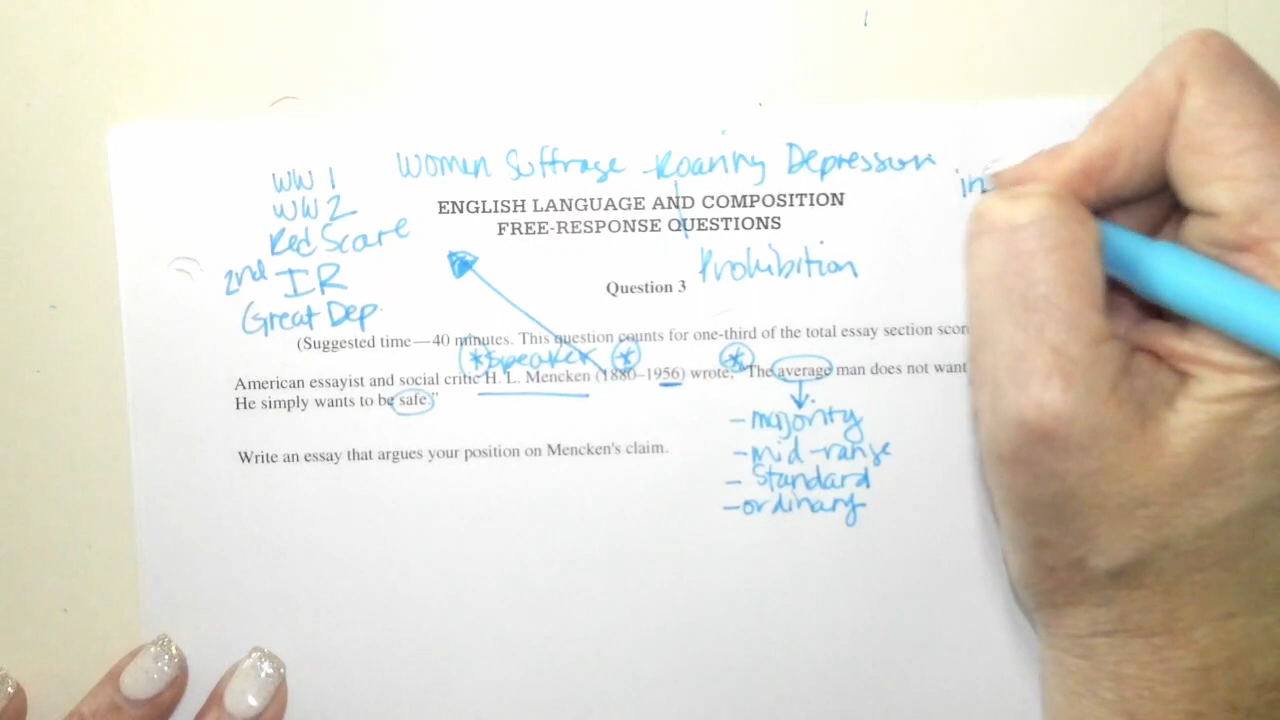 Women Suffrage Roaring Depression
WW 1
WW 2
Red Scare
2nd IR
Great Dep.
ENGLISH LANGUAGE AND COMPOSITION
FREE-RESPONSE QUESTIONS
Prohibition
Question 3
(Suggested time—40 minutes. This question counts for one-third of the total essay section scor
*Speaker *
*
American essayist and social critic H. L. Mencken (1880–1956) wrote, "The average man does not want
He simply wants to be safe."
- majority
- mid-range
- Standard
- ordinary
Write an essay that argues your position on Mencken's claim.